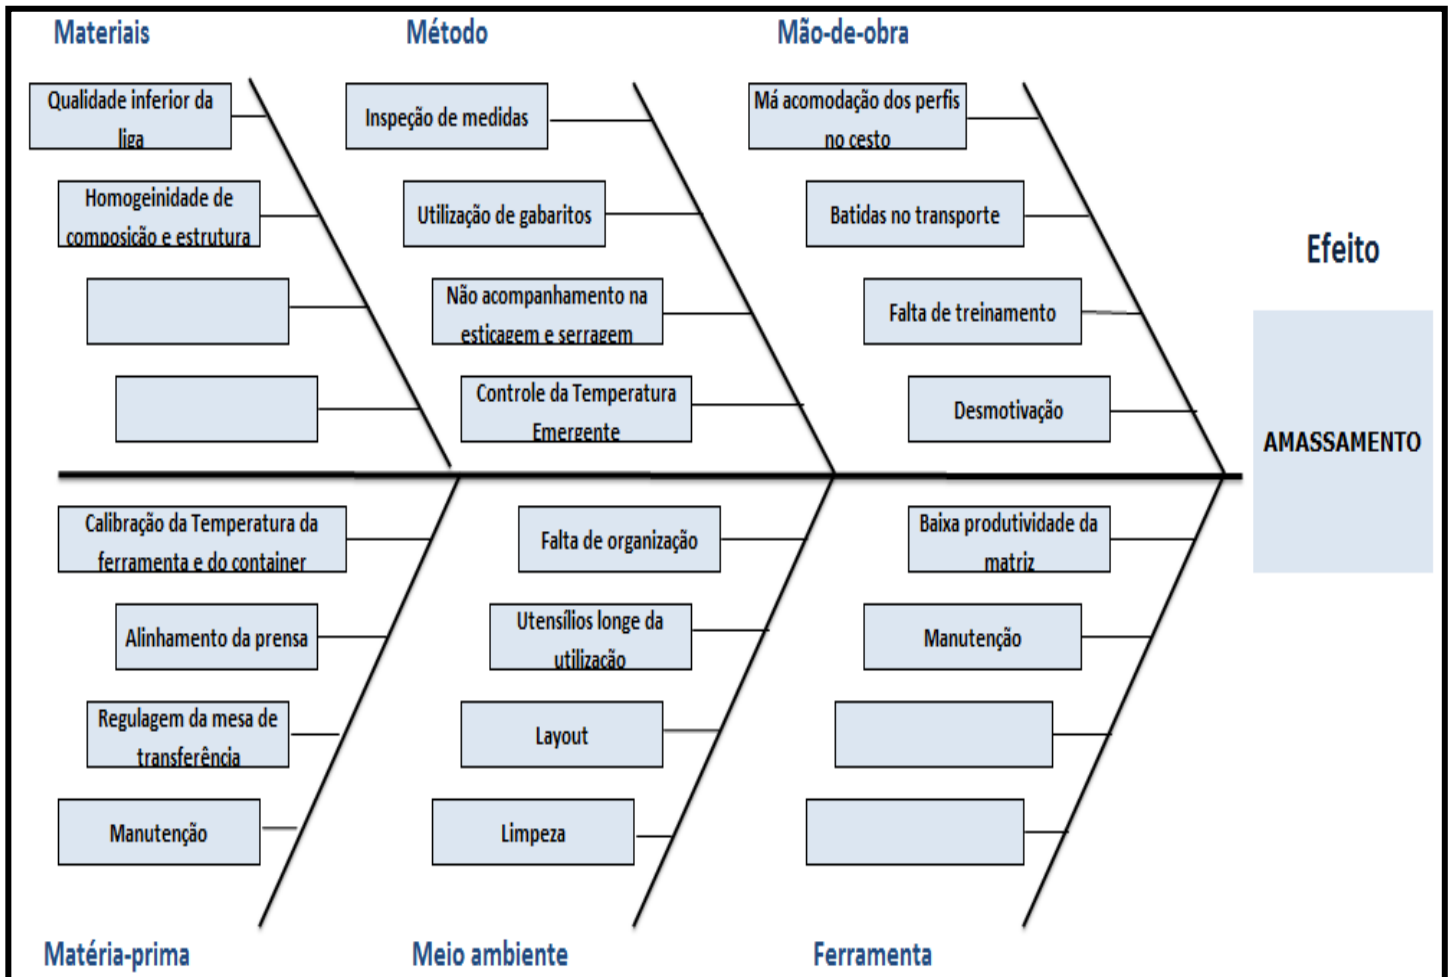 Materiais
Método
Mão-de-obra
Qualidade inferior da
liga
Inspeção de medidas
Má acomodação dos perfis
no cesto
Homogeinidade de
composição e estrutura
Utilização de gabaritos
Batidas no transporte
Não acompanhamento na
esticagem e serragem
Falta de treinamento
Controle da Temperatura
Emergente
Desmotivação
Efeito
AMASSAMENTO
Calibração da Temperatura da
ferramenta e do container
Falta de organização
Baixa produtividade da
matriz
Alinhamento da prensa
Utensílios longe da
utilização
Manutenção
Regulagem da mesa de
transferência
Layout
Manutenção
Limpeza
Matéria-prima
Meio ambiente
Ferramenta